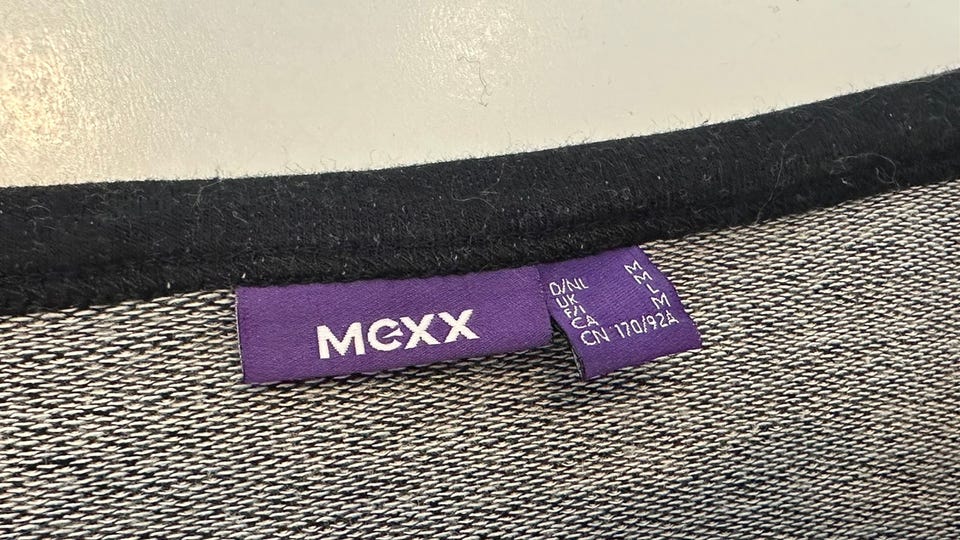 Mexx
D/NL M
UK M
F/I L
CA M
CN 170/92A